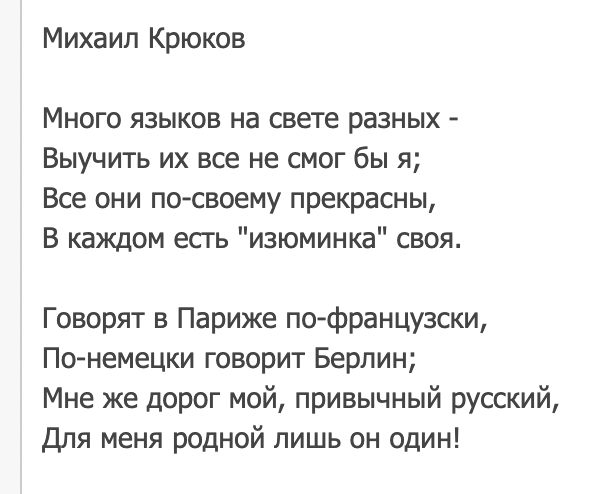 Михаил Крюков
Много языков на свете разных -
Выучить их все не смог бы я;
Все они по-своему прекрасны,
В каждом есть "изюминка" своя.
Говорят в Париже по-французски,
По-немецки говорит Берлин;
Мне же дорог мой, привычный русский,
Для меня родной лишь он один!